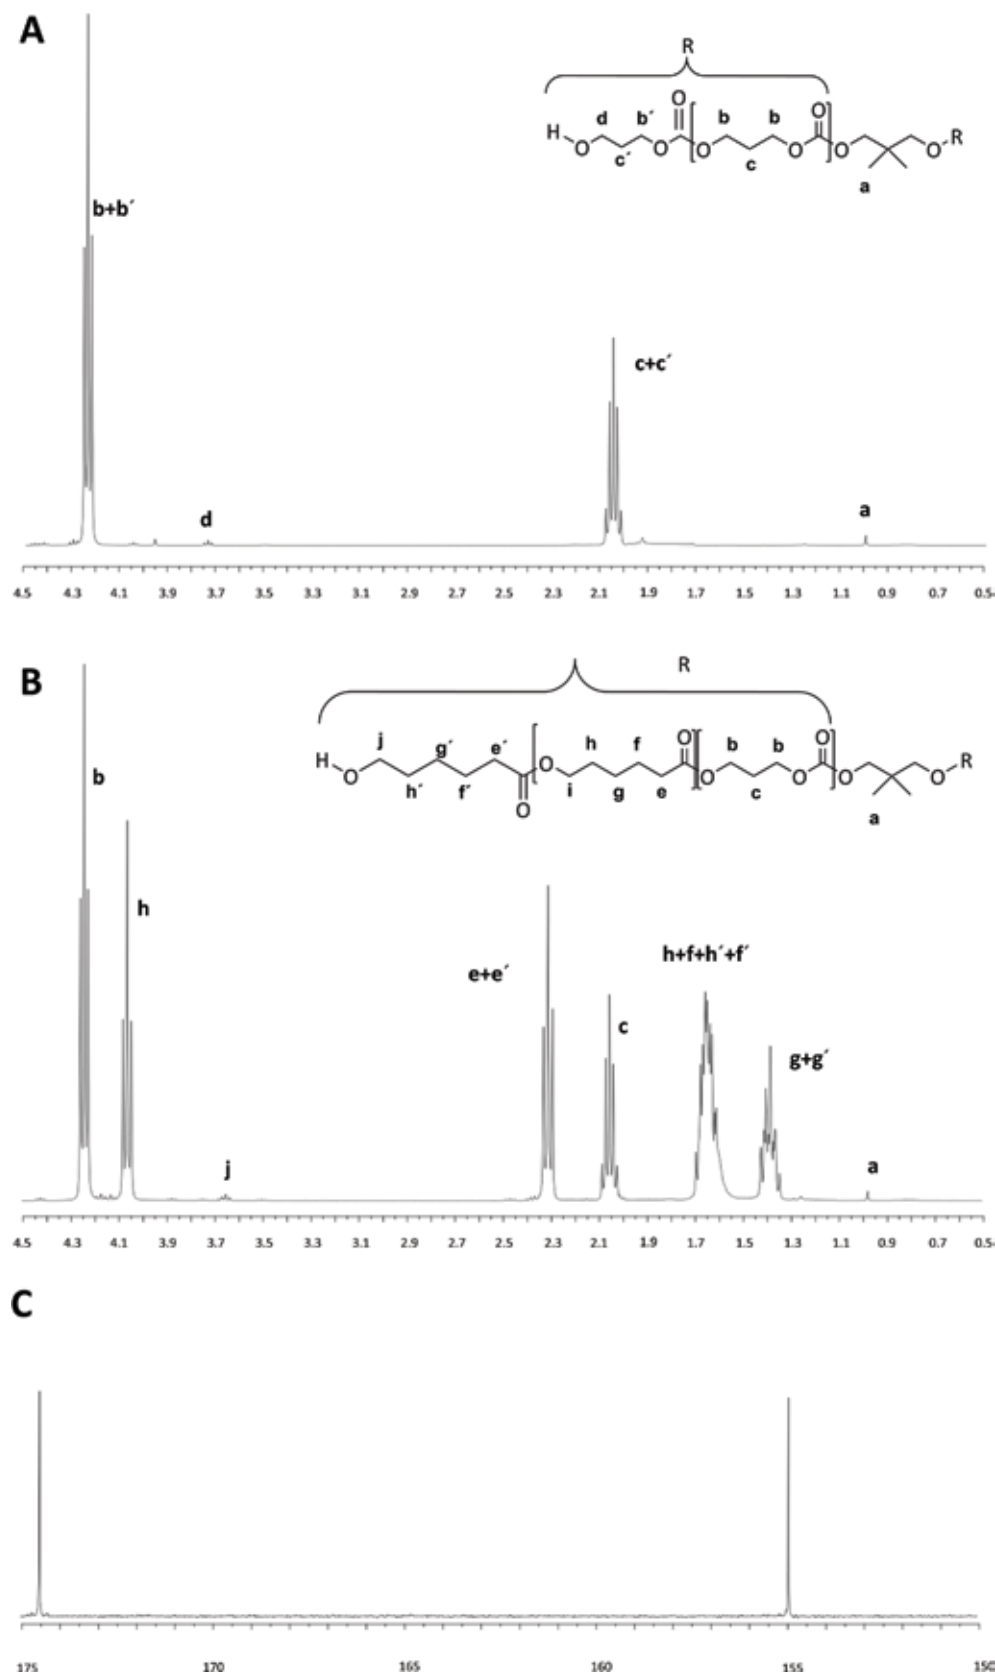 A
R
O
O
d
b´
b
b
H
O
c´
O
O
c
O
O
O
R
a
b+b´
c+c´
d
a
4.5 4.3 4.1 3.9 3.7 3.5 3.3 3.1 2.9 2.7 2.5 2.3 2.1 1.9 1.7 1.5 1.3 1.1 0.9 0.7 0.5
B
R
j
g´
e´
h
f
O
b
b
O
H
O
h´
f´
O
O
i
g
e
O
c
O
O
O
R
a
b
h
e+e´
c
h+f+h´+f´
g+g´
j
a
4.5 4.3 4.1 3.9 3.7 3.5 3.3 3.1 2.9 2.7 2.5 2.3 2.1 1.9 1.7 1.5 1.3 1.1 0.9 0.7 0.5
C
175 170 165 160 155 150